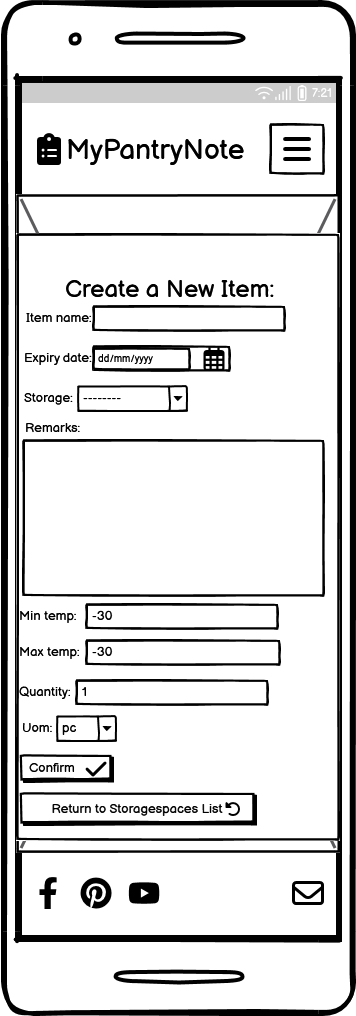 7:21
MyPantryNote
Create a New Item:
Item name:
Expiry date: dd/mm/yyyy
Storage: --------
Remarks:
Min temp: -30
Max temp: -30
Quantity: 1
Uom: pc
Confirm
Return to Storagespaces List